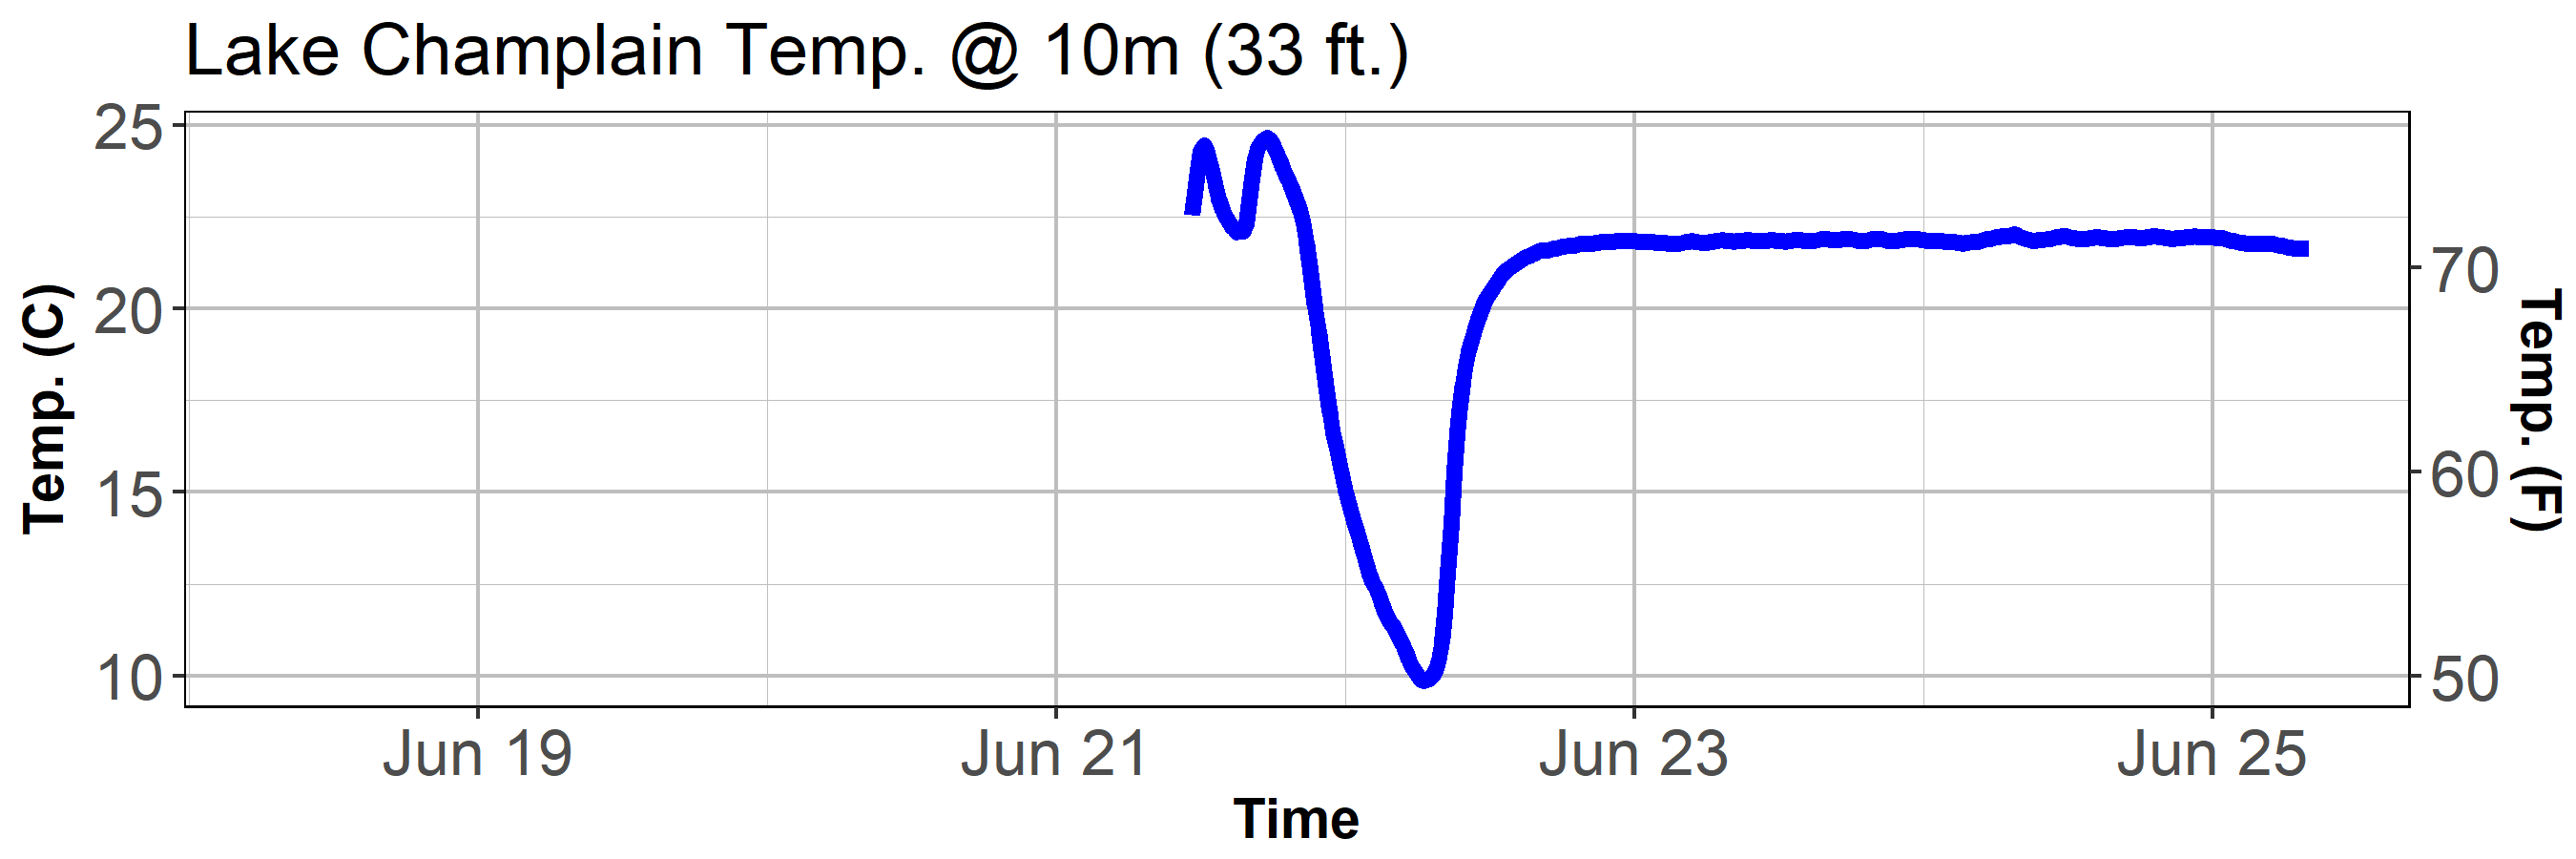 Lake Champlain Temp. @ 10m (33 ft.)
25
20
15
10
Temp. (C)
70
60
50
Temp. (F)
Jun 19 Jun 21 Jun 23 Jun 25
Time